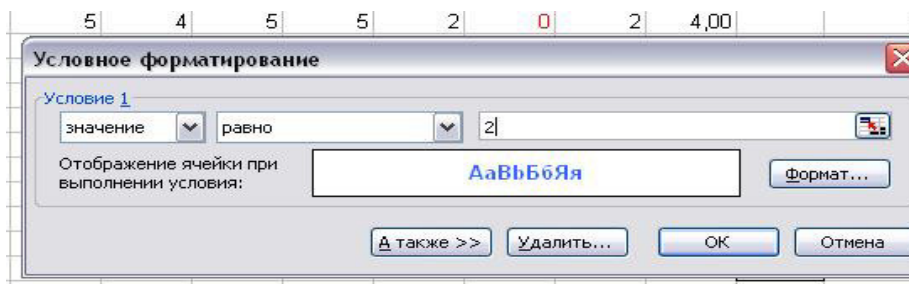 5 4 5 5 2 0 2 4,00
Условное форматирование
Условие 1
значение равно 2
Отображение ячейки при
выполнении условия:
АаВbБбЯя
Формат...
А также >> Удалить... ОК Отмена